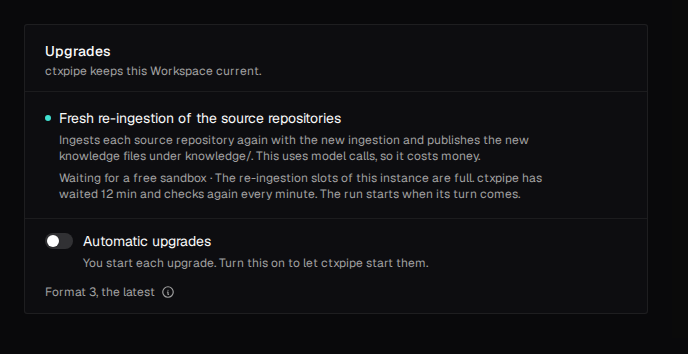 Upgrades
ctxpipe keeps this Workspace current.
Fresh re-ingestion of the source repositories
Ingests each source repository again with the new ingestion and publishes the new
knowledge files under knowledge/. This uses model calls, so it costs money.
Waiting for a free sandbox · The re-ingestion slots of this instance are full. ctxpipe has
waited 12 min and checks again every minute. The run starts when its turn comes.
Automatic upgrades
You start each upgrade. Turn this on to let ctxpipe start them.
Format 3, the latest